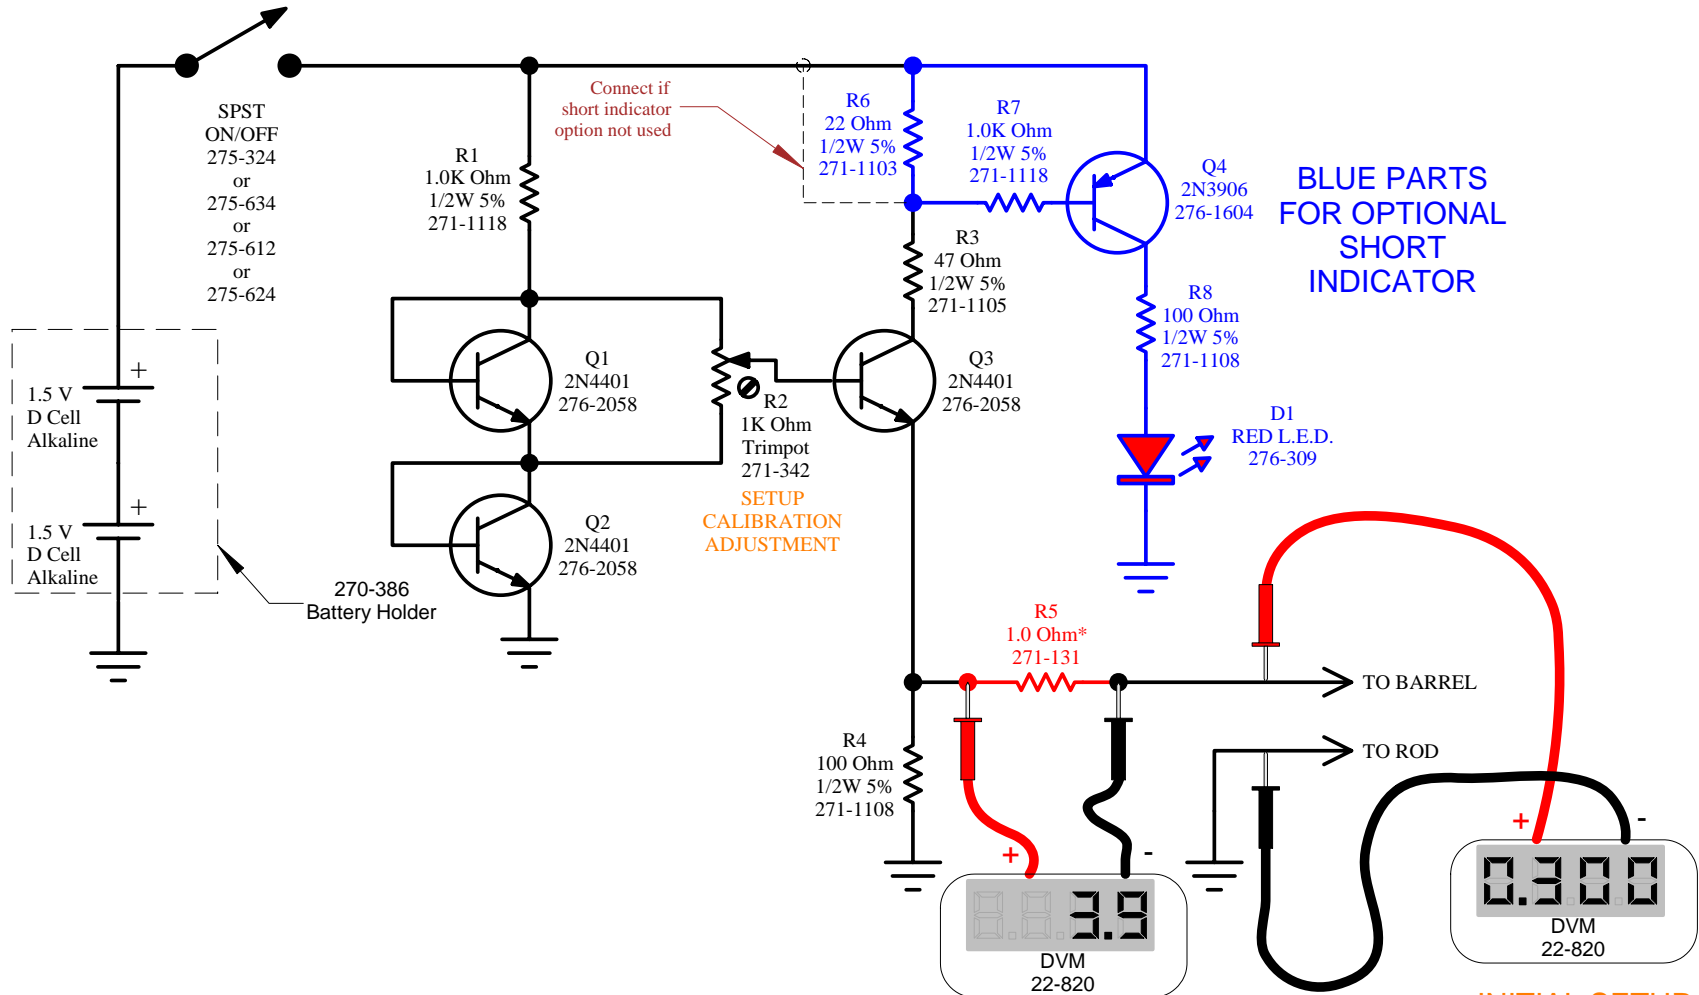 SPST
ON/OFF
275-324
or
275-634
or
275-612
or
275-624
Connect if
short indicator
option not used
R1
1.0K Ohm
1/2W 5%
271-1118
R6
22 Ohm
1/2W 5%
271-1103
R7
1.0K Ohm
1/2W 5%
271-1118
Q4
2N3906
276-1604
BLUE PARTS
FOR OPTIONAL
SHORT
INDICATOR
R3
47 Ohm
1/2W 5%
271-1105
R8
100 Ohm
1/2W 5%
271-1108
+
1.5 V
D Cell
Alkaline
+
1.5 V
D Cell
Alkaline
270-386
Battery Holder
Q1
2N4401
276-2058
R2
1K Ohm
Trimpot
271-342
SETUP
CALIBRATION
ADJUSTMENT
Q3
2N4401
276-2058
Q2
2N4401
276-2058
D1
RED L.E.D.
276-309
R5
1.0 Ohm*
271-131
TO BARREL
TO ROD
R4
100 Ohm
1/2W 5%
271-1108
+ -
3.9
DVM
22-820
+ -
0.300
DVM
22-820